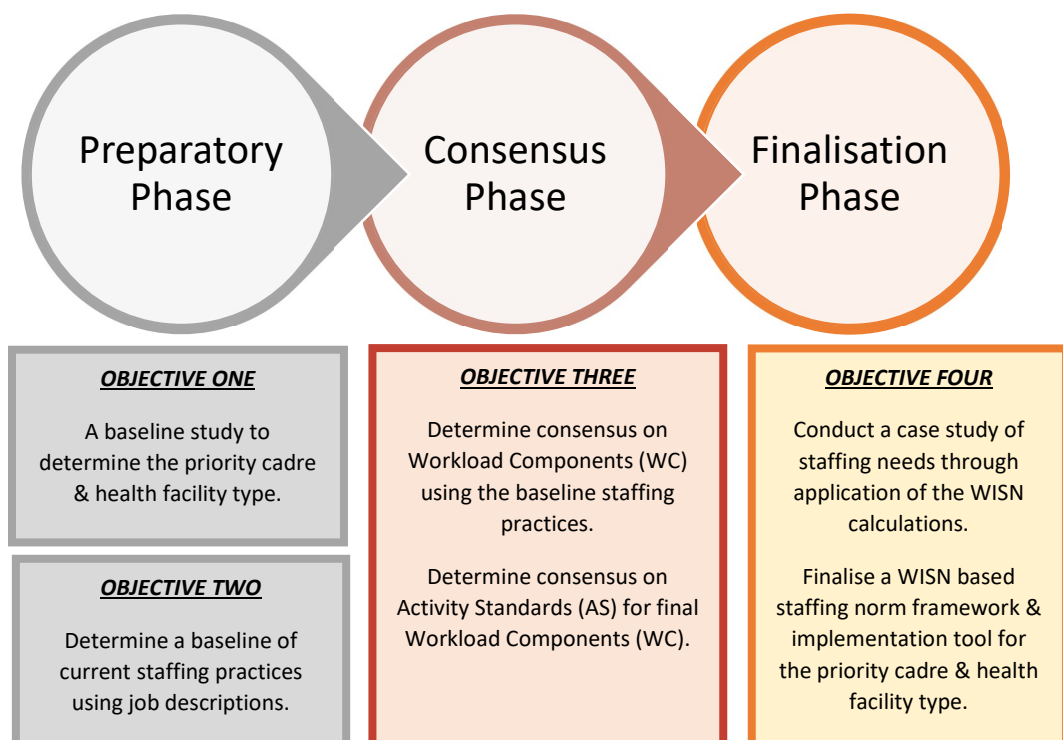 Preparatory
Phase
Consensus
Phase
Finalisation
Phase
OBJECTIVE ONE
A baseline study to
determine the priority cadre
& health facility type.
OBJECTIVE TWO
Determine a baseline of
current staffing practices
using job descriptions.
OBJECTIVE THREE
Determine consensus on
Workload Components (WC)
using the baseline staffing
practices.
Determine consensus on
Activity Standards (AS) for final
Workload Components (WC).
OBJECTIVE FOUR
Conduct a case study of
staffing needs through
application of the WISN
calculations.
Finalise a WISN based
staffing norm framework &
implementation tool for
the priority cadre & health
facility type.